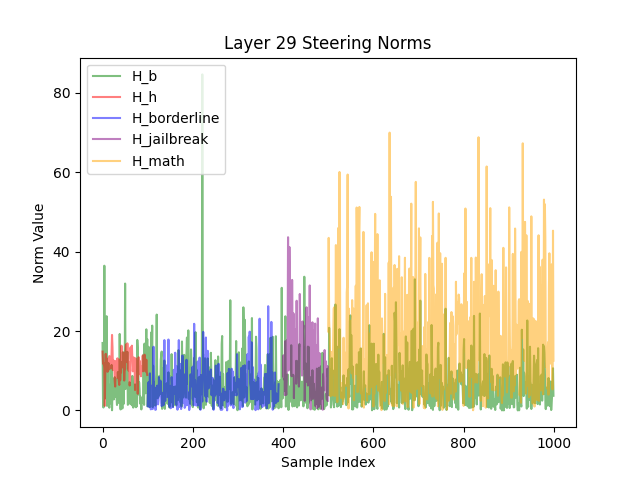 Layer 29 Steering Norms
H_b
H_h
H_borderline
H_jailbreak
H_math
Norm Value
80
60
40
20
0
0 200 400 600 800 1000
Sample Index